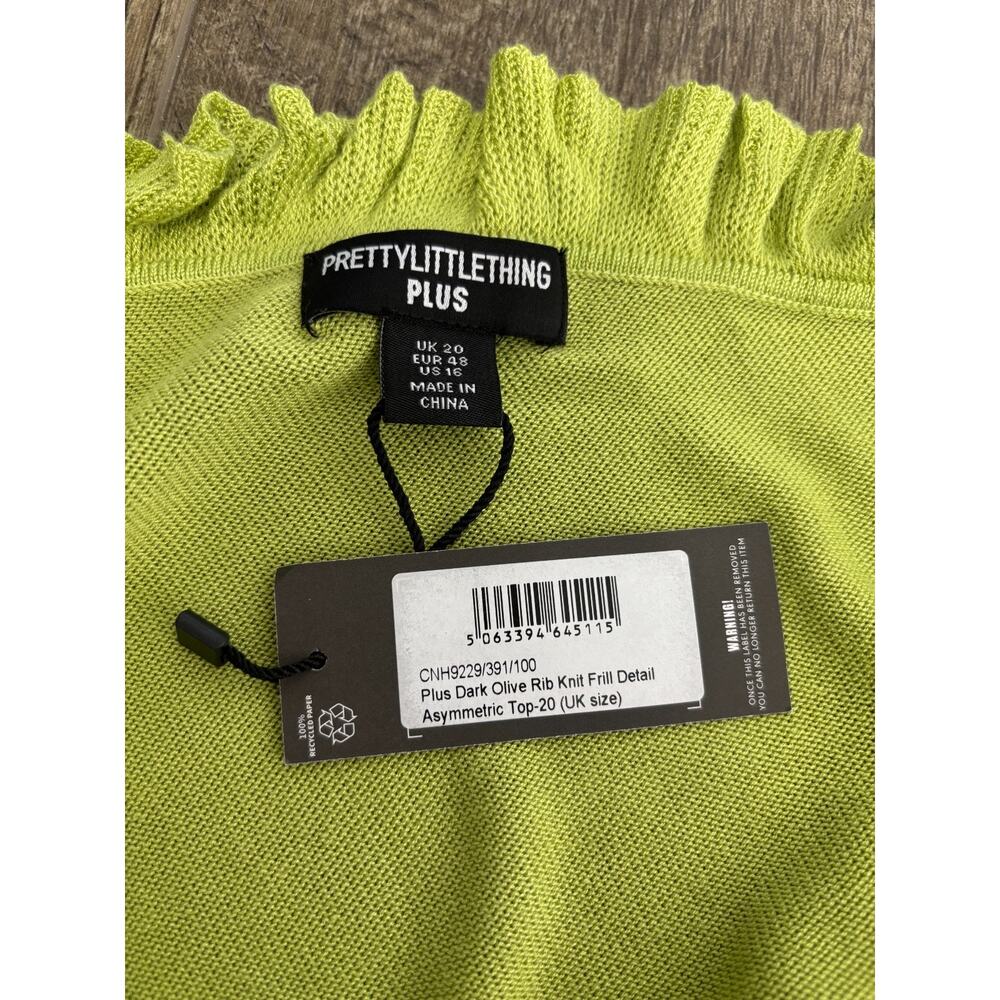 PRETTYLITTLETHING
PLUS
UK 20
EUR 48
US 16
MADE IN
CHINA
5 063394 645115
CNH9229/391/100
Plus Dark Olive Rib Knit Frill Detail
Asymmetric Top-20 (UK size)
100%
RECYCLED PAPER
WARNING!
ONCE THIS LABEL HAS BEEN REMOVED
YOU CAN NO LONGER RETURN THIS ITEM